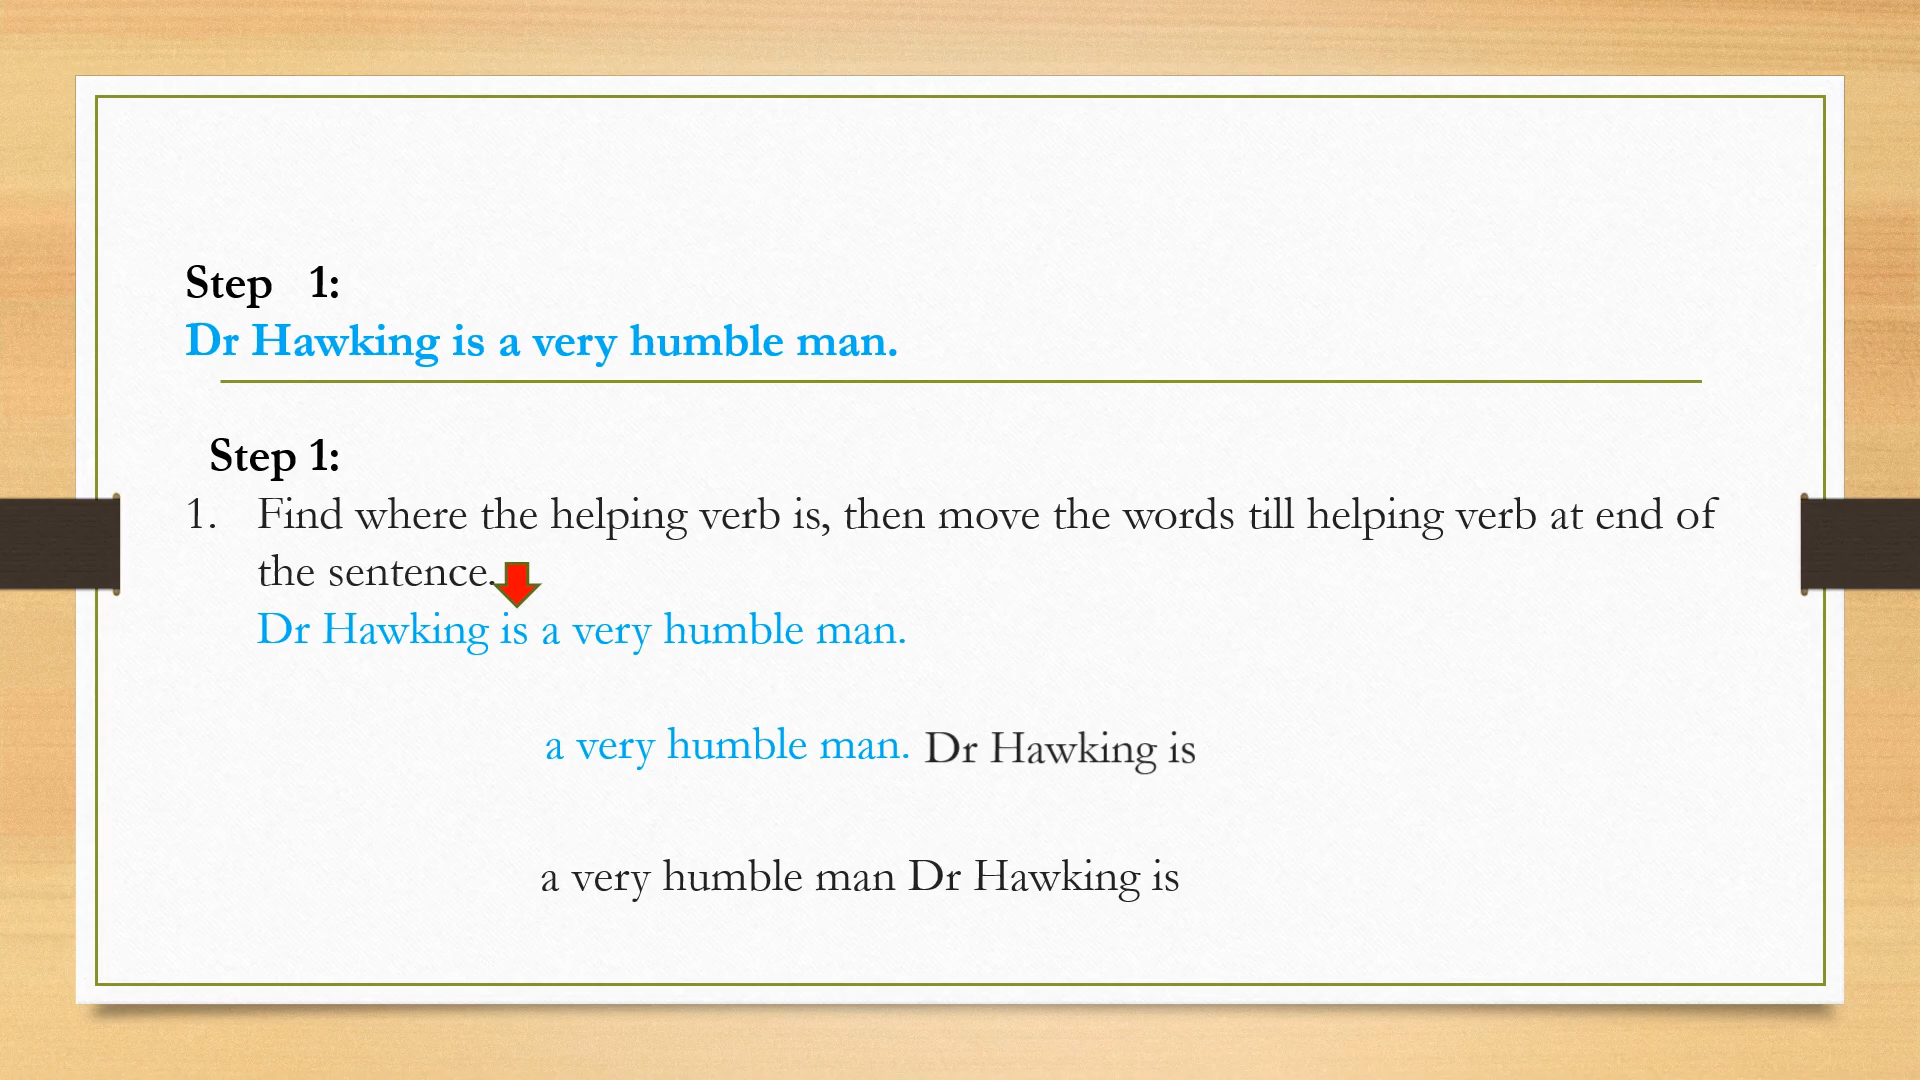 Step 1:
Dr Hawking is a very humble man.
Step 1:
1. Find where the helping verb is, then move the words till helping verb at end of
the sentence.
Dr Hawking is a very humble man.
a very humble man. Dr Hawking is
a very humble man Dr Hawking is